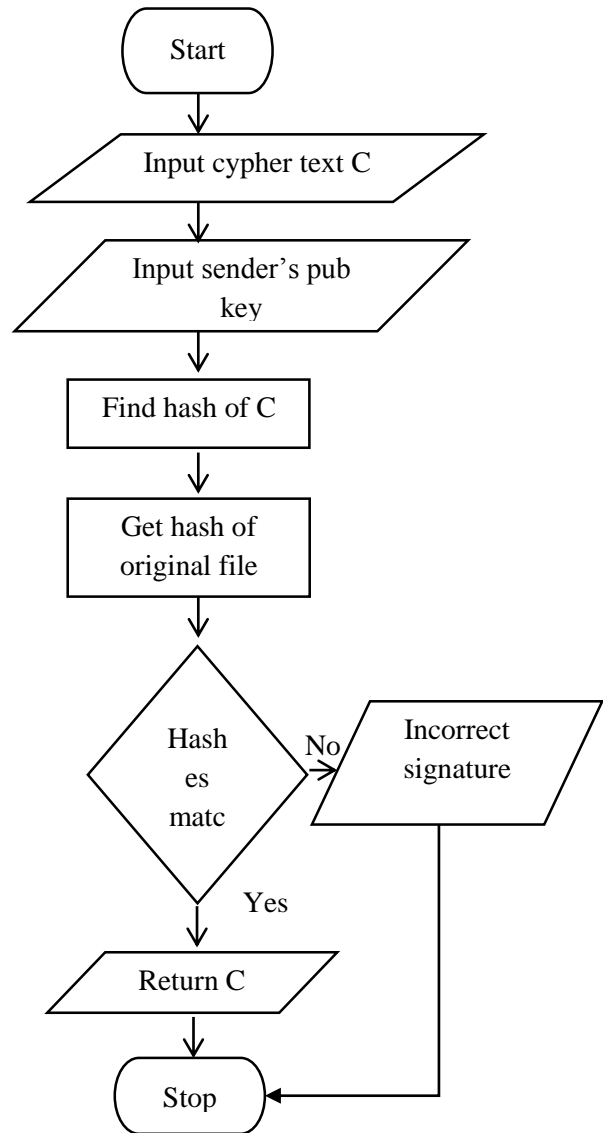 Start
Input cypher text C
Input sender’s pub
key
Find hash of C
Get hash of
original file
Hash
es
matc
No
Incorrect
signature
Yes
Return C
Stop